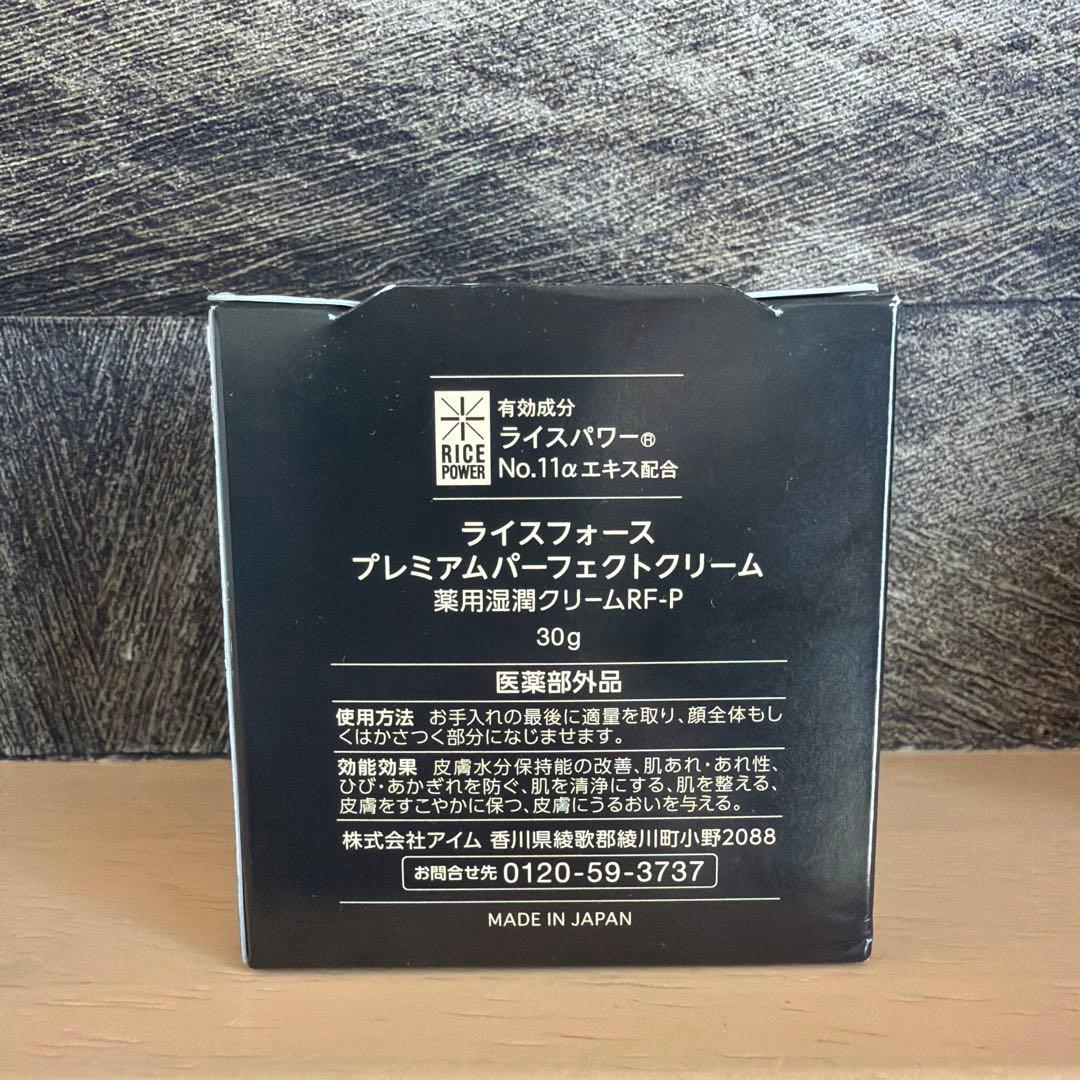 RICE
POWER
有効成分
ライスパワー®
No.11α エキス配合
ライスフォース
プレミアムパーフェクトクリーム
薬用湿潤クリームRF-P
30g
医薬部外品
使用方法 お手入れの最後に適量を取り、顔全体もし
くはかさつく部分になじませます。
効能効果 皮膚水分保持能の改善、肌あれ・あれ性、
ひび・あかぎれを防ぐ、肌を清浄にする、肌を整える、
皮膚をすこやかに保つ、皮膚にうるおいを与える。
株式会社アイム 香川県綾歌郡綾川町小野2088
お問合せ先 0120-59-3737
MADE IN JAPAN